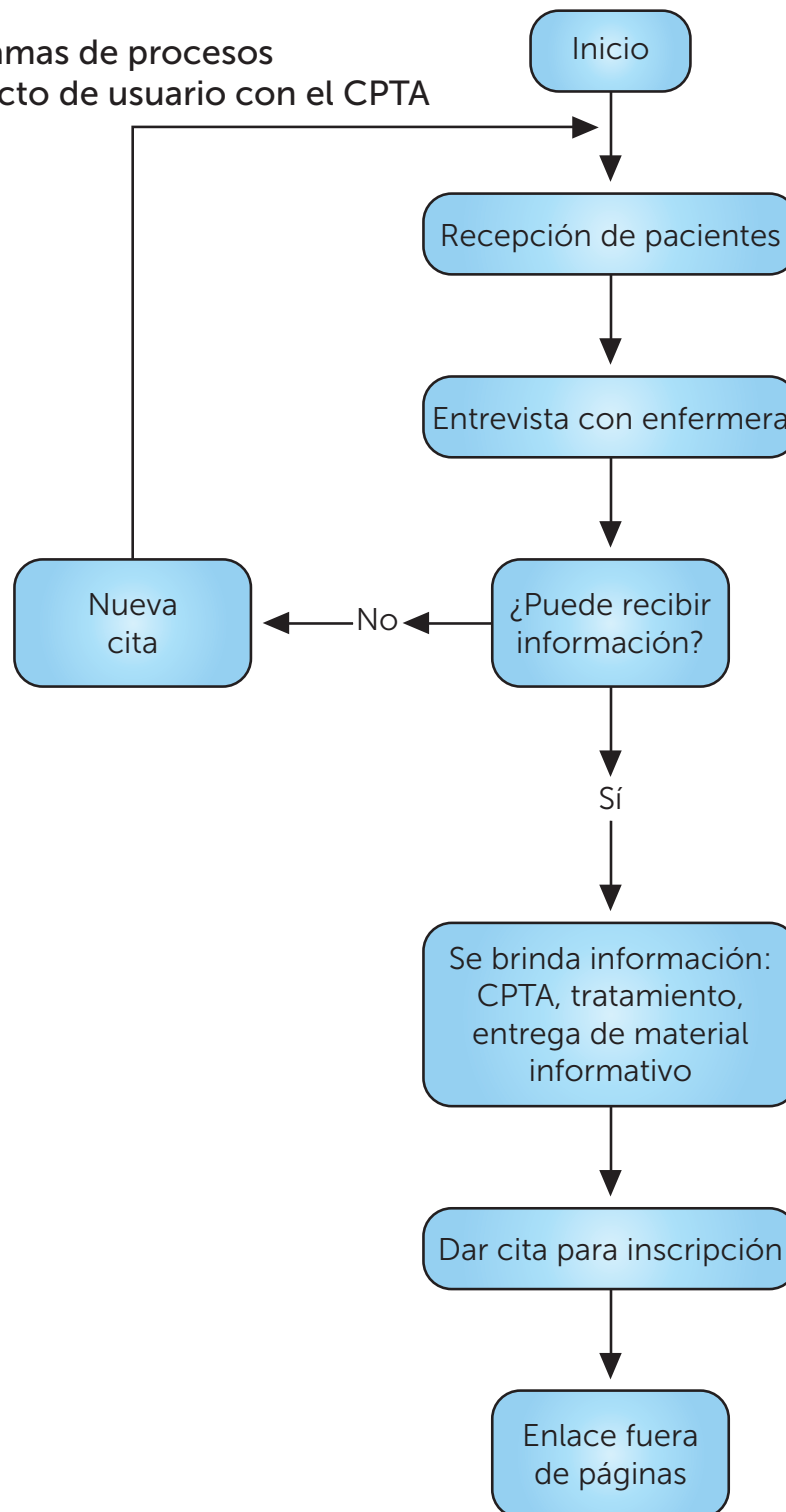 amas de procesos
cto de usuario con el CPTA
Inicio
Recepción de pacientes
Entrevista con enfermera
¿Puede recibir
información?
No
Nueva
cita
Sí
Se brinda información:
CPTA, tratamiento,
entrega de material
informativo
Dar cita para inscripción
Enlace fuera
de páginas